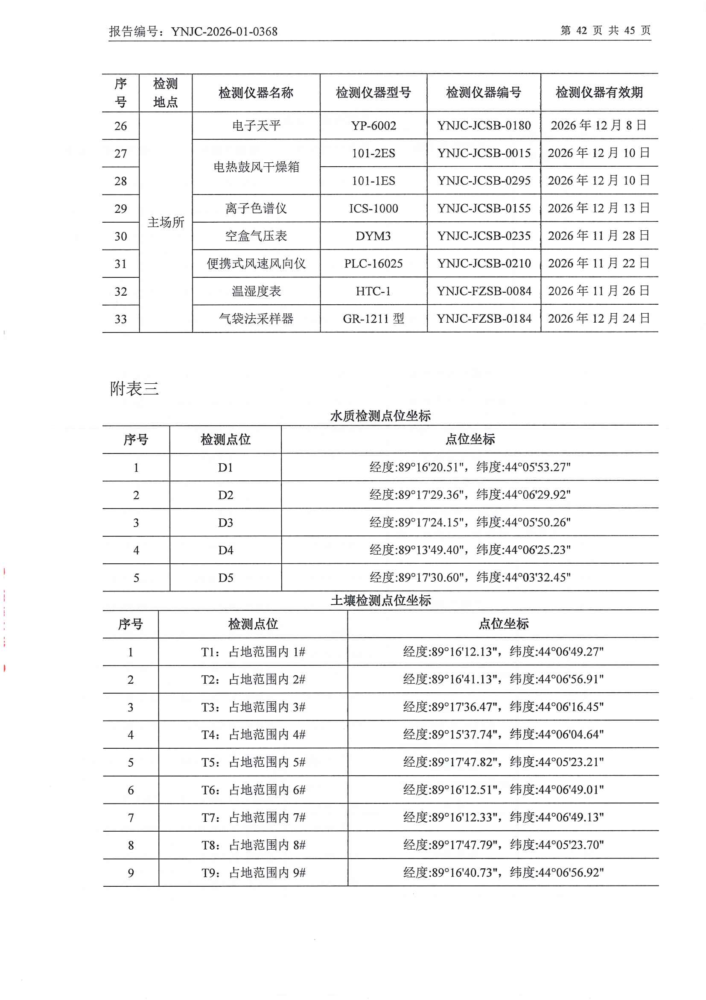 报告编号：YNJC-2026-01-0368 第 42 页 共 45 页
序号 检测地点 检测仪器名称 检测仪器型号 检测仪器编号 检测仪器有效期
26 主场所 电子天平 YP-6002 YNJC-JCSB-0180 2026 年 12 月 8 日
27 电热鼓风干燥箱 101-2ES YNJC-JCSB-0015 2026 年 12 月 10 日
28 101-1ES YNJC-JCSB-0295 2026 年 12 月 10 日
29 离子色谱仪 ICS-1000 YNJC-JCSB-0155 2026 年 12 月 13 日
30 空盒气压表 DYM3 YNJC-JCSB-0235 2026 年 11 月 28 日
31 便携式风速风向仪 PLC-16025 YNJC-JCSB-0210 2026 年 11 月 22 日
32 温湿度表 HTC-1 YNJC-FZSB-0084 2026 年 11 月 26 日
33 气袋法采样器 GR-1211 型 YNJC-FZSB-0184 2026 年 12 月 24 日
附表三
水质检测点位坐标
序号 检测点位 点位坐标
1 D1 经度:89°16'20.51"，纬度:44°05'53.27"
2 D2 经度:89°17'29.36"，纬度:44°06'29.92"
3 D3 经度:89°17'24.15"，纬度:44°05'50.26"
4 D4 经度:89°13'49.40"，纬度:44°06'25.23"
5 D5 经度:89°17'30.60"，纬度:44°03'32.45"
土壤检测点位坐标
序号 检测点位 点位坐标
1 T1：占地范围内 1# 经度:89°16'12.13"，纬度:44°06'49.27"
2 T2：占地范围内 2# 经度:89°16'41.13"，纬度:44°06'56.91"
3 T3：占地范围内 3# 经度:89°17'36.47"，纬度:44°06'16.45"
4 T4：占地范围内 4# 经度:89°15'37.74"，纬度:44°06'04.64"
5 T5：占地范围内 5# 经度:89°17'47.82"，纬度:44°05'23.21"
6 T6：占地范围内 6# 经度:89°16'12.51"，纬度:44°06'49.01"
7 T7：占地范围内 7# 经度:89°16'12.33"，纬度:44°06'49.13"
8 T8：占地范围内 8# 经度:89°17'47.79"，纬度:44°05'23.70"
9 T9：占地范围内 9# 经度:89°16'40.73"，纬度:44°06'56.92"